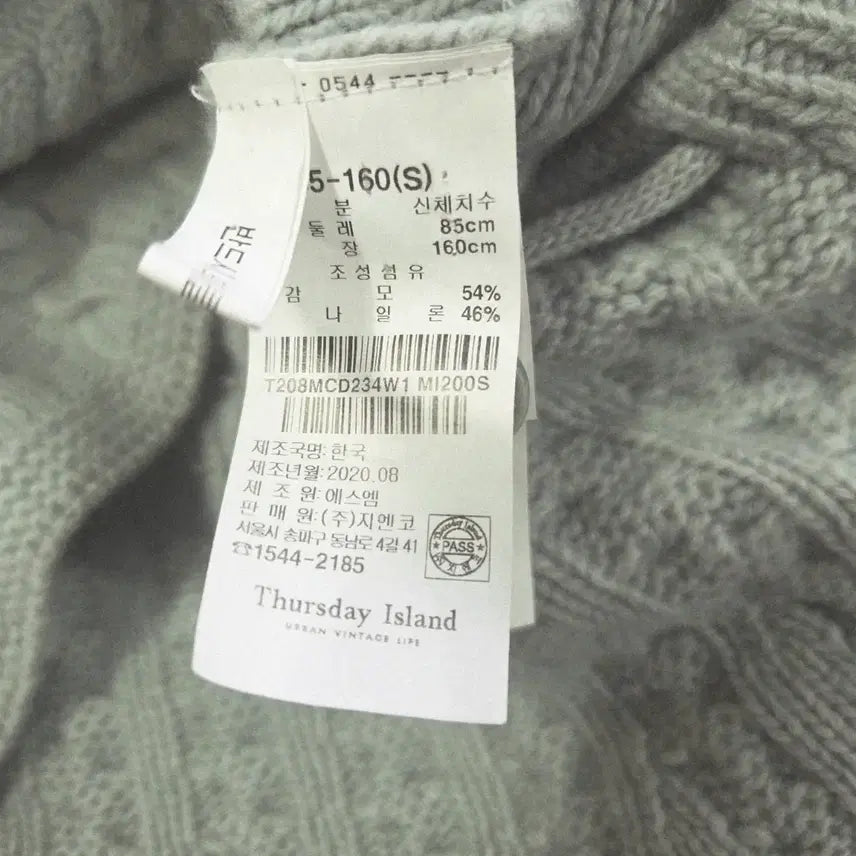 0544
5-160(S)
분 신체치수
둘 레 85cm
장 160cm
조성섬유
감 모 54%
나 일 론 46%
T208MCD234W1 MI200S
제조국명: 한국
제조년월: 2020.08
제 조 원: 에스엠
판 매 원: (주)지엔코
서울시 송파구 동남로 4길 41
☎1544-2185
Thursday Island
PASS
Thursday Island
URBAN VINTAGE LIFE